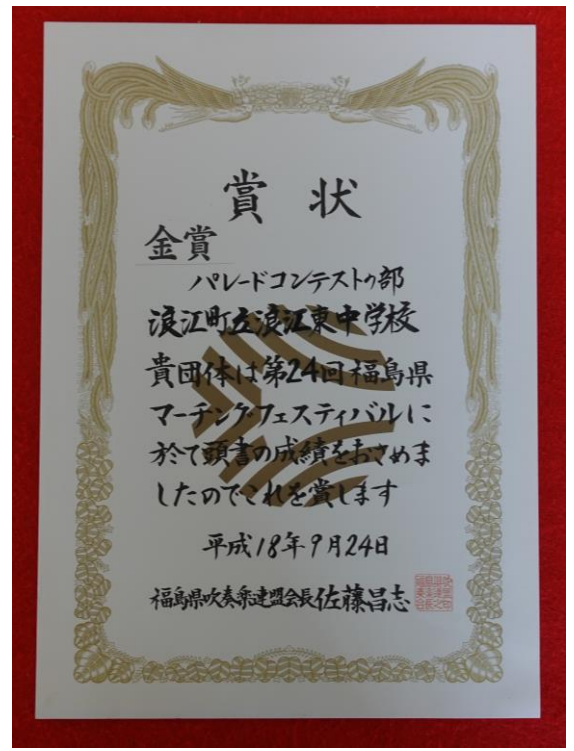 賞状
金賞
パレードコンテストの部
浪江町立浪江東中学校
貴団体は第24回福島県
マーチングフェスティバルに
於て頭書の成績をおさめま
したのでこれを賞します
平成18年9月24日
福島県吹奏楽連盟会長佐藤昌志